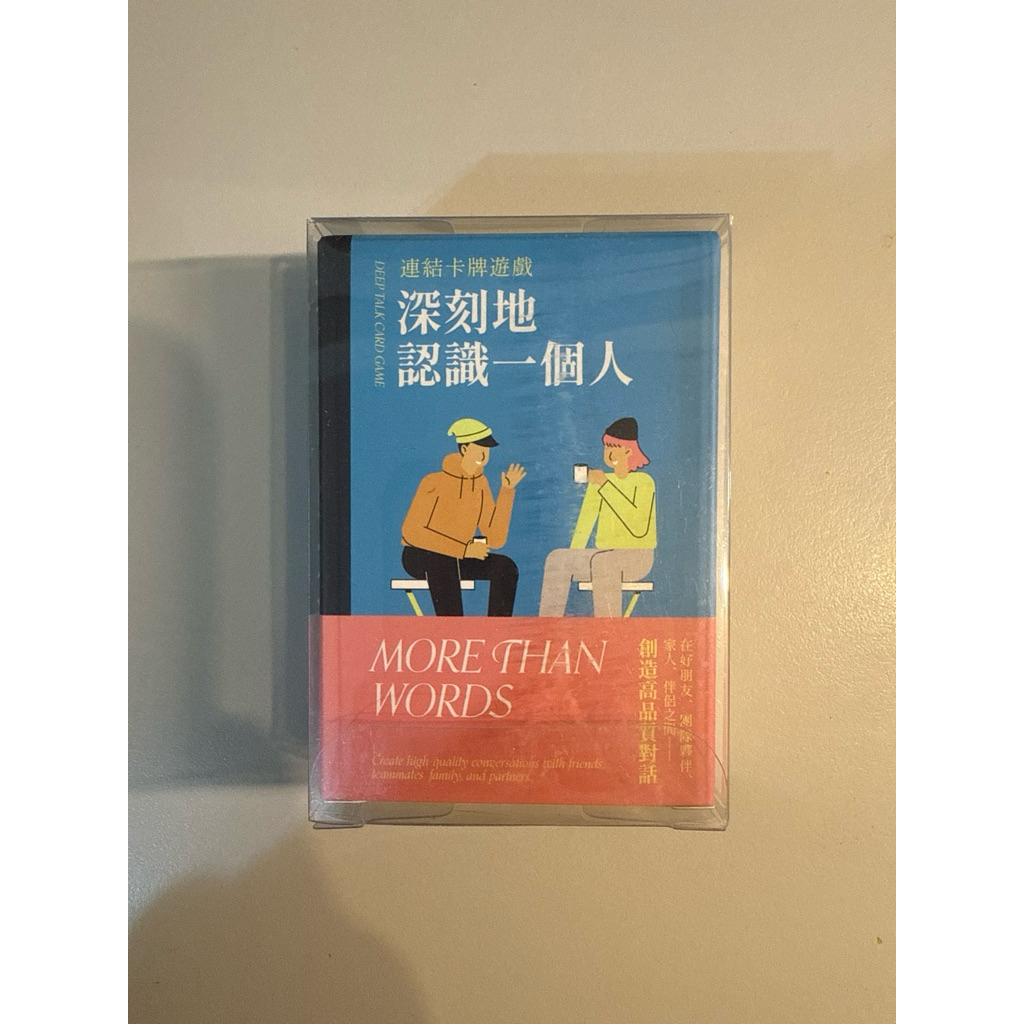 連結卡牌遊戲
深刻地
認識一個人
DEEP TALK CARD GAME
MORE THAN
WORDS
Create high quality conversations with friends,
teammates, family, and partners.
在好朋友、團隊夥伴、
家人、伴侶之間——
創造高品質對話